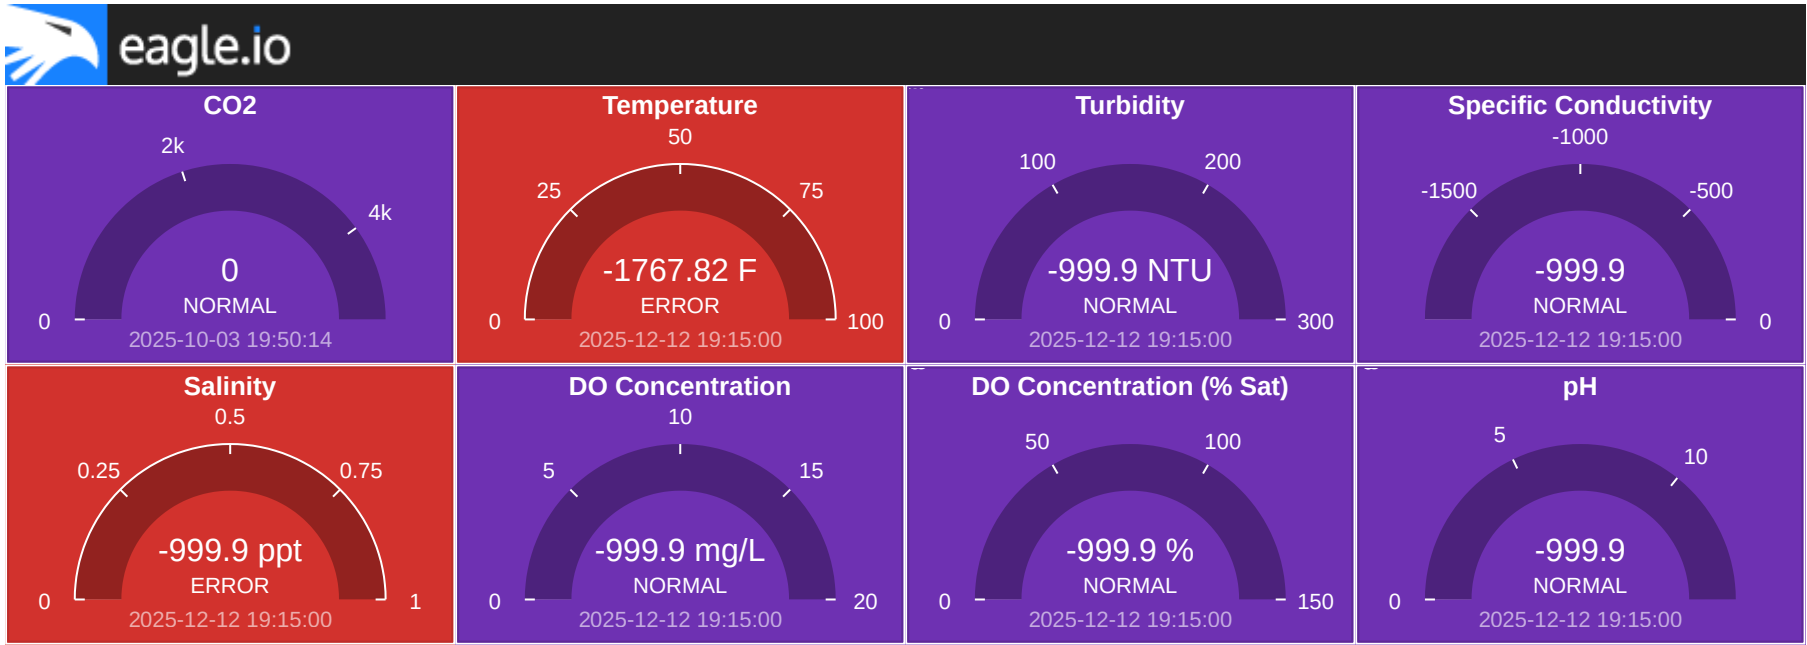 eagle.io
CO2
2k
4k
0
0
NORMAL
2025-10-03 19:50:14
Temperature
50
25
75
-1767.82 F
ERROR
0
100
2025-12-12 19:15:00
Turbidity
100
200
-999.9 NTU
NORMAL
0
300
2025-12-12 19:15:00
Specific Conductivity
-1000
-1500
-500
-999.9
NORMAL
0
2025-12-12 19:15:00
Salinity
0.5
0.25
0.75
-999.9 ppt
ERROR
0
1
2025-12-12 19:15:00
DO Concentration
10
5
15
-999.9 mg/L
NORMAL
0
20
2025-12-12 19:15:00
DO Concentration (% Sat)
50
100
-999.9 %
NORMAL
0
150
2025-12-12 19:15:00
pH
5
10
-999.9
NORMAL
0
2025-12-12 19:15:00